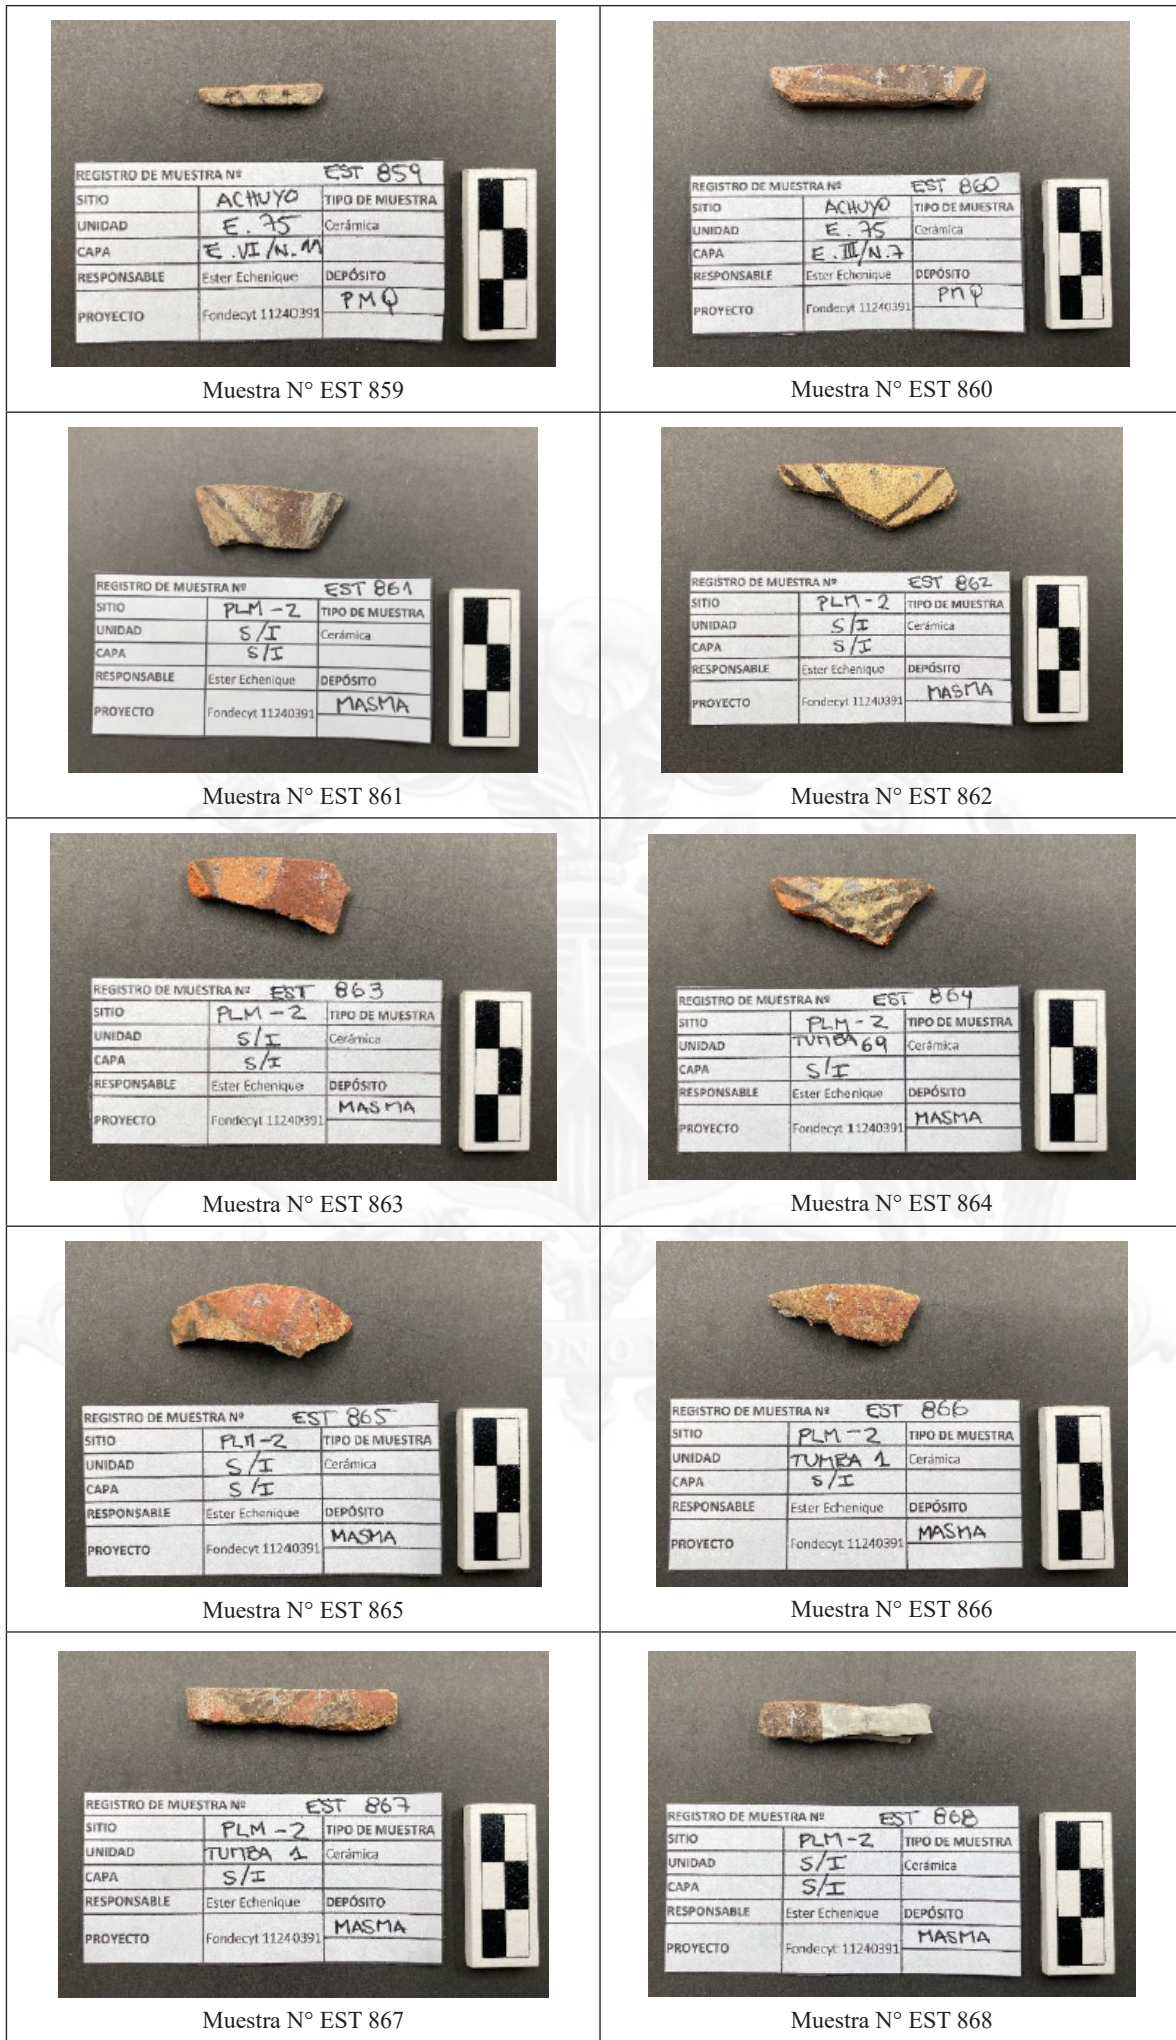 REGISTRO DE MUESTRA Nº EST 859
SITIO ACHUYO TIPO DE MUESTRA
UNIDAD E. 75 Cerámica
CAPA E.VI/N.11
RESPONSABLE Ester Echenique DEPÓSITO
PROYECTO Fondecyt 11240391 PMQ
Muestra N° EST 859
REGISTRO DE MUESTRA Nº EST 860
SITIO ACHUYO TIPO DE MUESTRA
UNIDAD E. 75 Cerámica
CAPA E.III/N.7
RESPONSABLE Ester Echenique DEPÓSITO
PROYECTO Fondecyt 11240391 PMQ
Muestra N° EST 860
REGISTRO DE MUESTRA Nº EST 861
SITIO PLM-2 TIPO DE MUESTRA
UNIDAD S/I Cerámica
CAPA S/I
RESPONSABLE Ester Echenique DEPÓSITO
PROYECTO Fondecyt 11240391 MASMA
Muestra N° EST 861
REGISTRO DE MUESTRA Nº EST 862
SITIO PLM-2 TIPO DE MUESTRA
UNIDAD S/I Cerámica
CAPA S/I
RESPONSABLE Ester Echenique DEPÓSITO
PROYECTO Fondecyt 11240391 MASMA
Muestra N° EST 862
REGISTRO DE MUESTRA Nº EST 863
SITIO PLM-2 TIPO DE MUESTRA
UNIDAD S/I Cerámica
CAPA S/I
RESPONSABLE Ester Echenique DEPÓSITO
PROYECTO Fondecyt 11240391 MASMA
Muestra N° EST 863
REGISTRO DE MUESTRA Nº EST 864
SITIO PLM-2 TIPO DE MUESTRA
UNIDAD TUMBA 69 Cerámica
CAPA S/I
RESPONSABLE Ester Echenique DEPÓSITO
PROYECTO Fondecyt 11240391 MASMA
Muestra N° EST 864
REGISTRO DE MUESTRA Nº EST 865
SITIO PLM-2 TIPO DE MUESTRA
UNIDAD S/I Cerámica
CAPA S/I
RESPONSABLE Ester Echenique DEPÓSITO
PROYECTO Fondecyt 11240391 MASMA
Muestra N° EST 865
REGISTRO DE MUESTRA Nº EST 866
SITIO PLM-2 TIPO DE MUESTRA
UNIDAD TUMBA 1 Cerámica
CAPA S/I
RESPONSABLE Ester Echenique DEPÓSITO
PROYECTO Fondecyt 11240391 MASMA
Muestra N° EST 866
REGISTRO DE MUESTRA Nº EST 867
SITIO PLM-2 TIPO DE MUESTRA
UNIDAD TUMBA 1 Cerámica
CAPA S/I
RESPONSABLE Ester Echenique DEPÓSITO
PROYECTO Fondecyt 11240391 MASMA
Muestra N° EST 867
REGISTRO DE MUESTRA Nº EST 868
SITIO PLM-2 TIPO DE MUESTRA
UNIDAD S/I Cerámica
CAPA S/I
RESPONSABLE Ester Echenique DEPÓSITO
PROYECTO Fondecyt 11240391 MASMA
Muestra N° EST 868